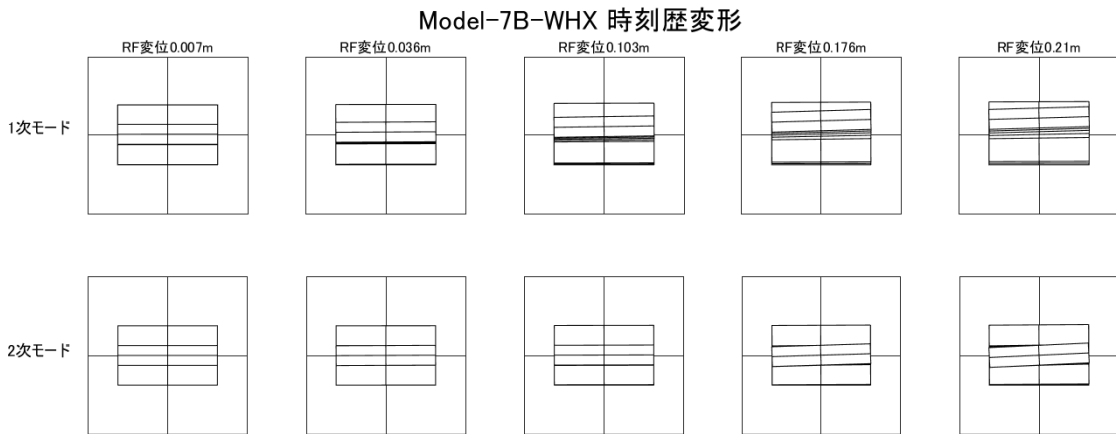 Model-7B-WHX 時刻歴変形
RF変位0.007m
RF変位0.036m
RF変位0.103m
RF変位0.176m
RF変位0.21m
1次モード
2次モード